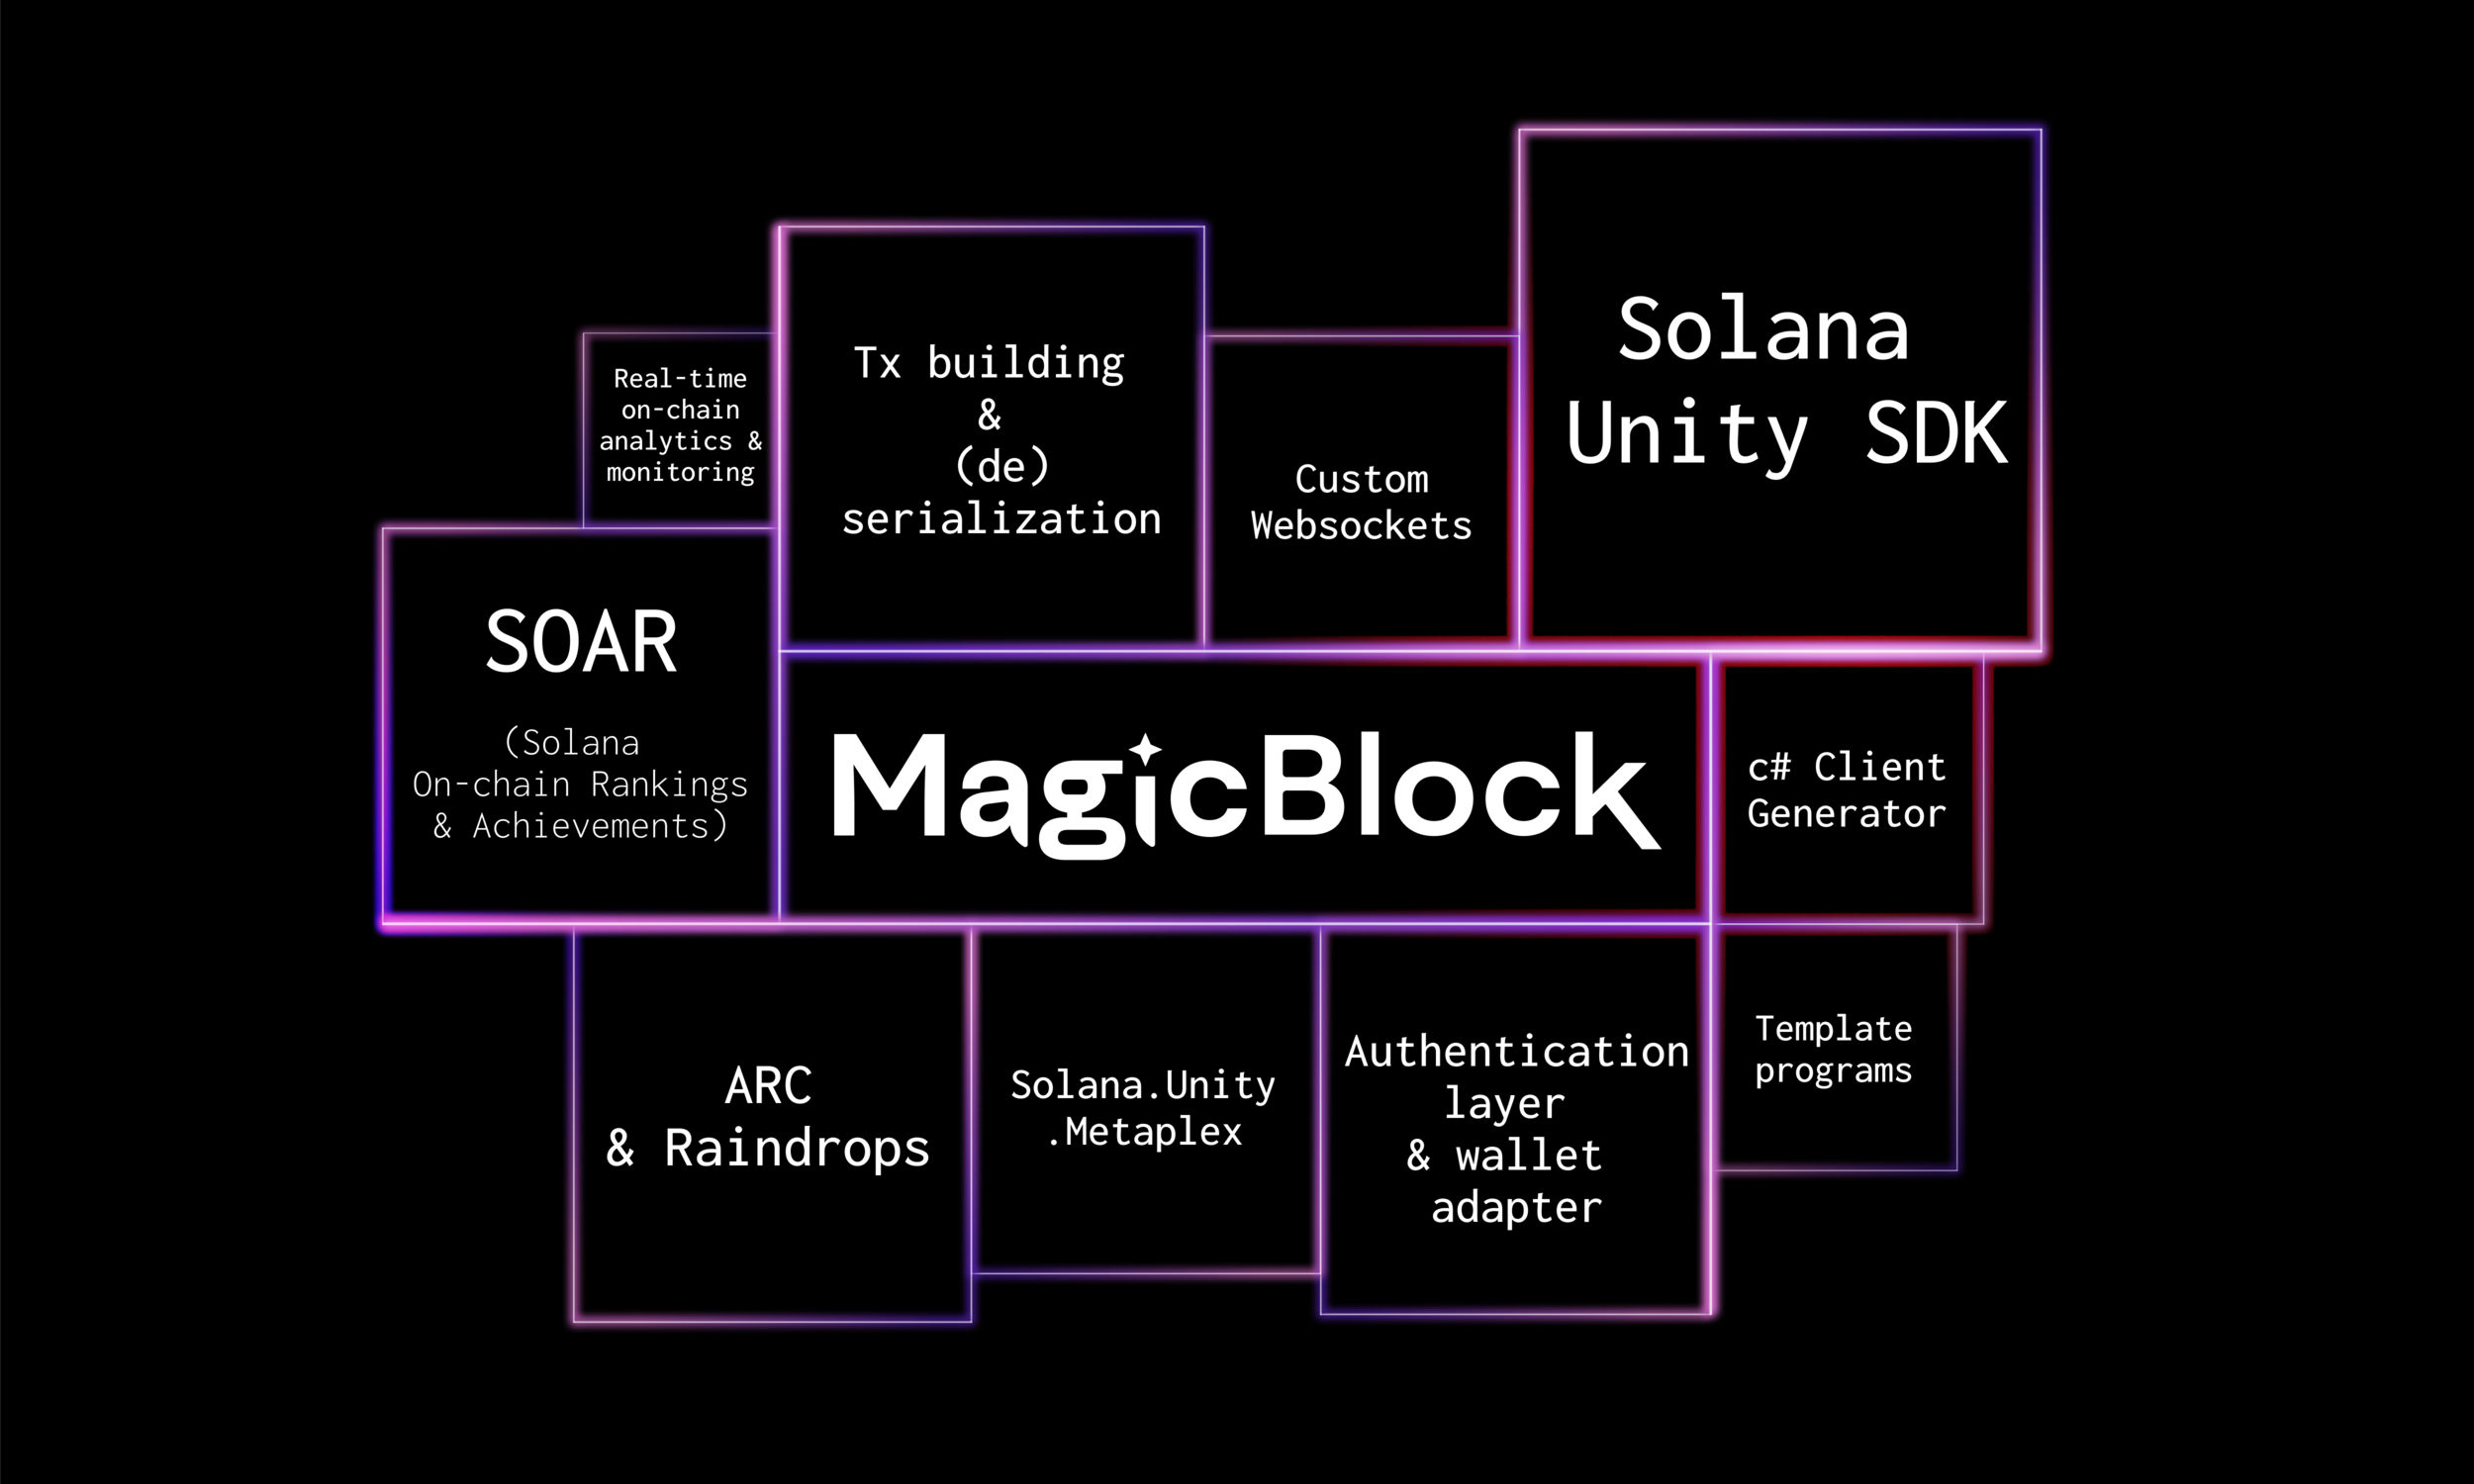 Solana
Unity SDK
Tx building
&
(de)
serialization
Real-time
on-chain
analytics &
monitoring
Custom
Websockets
SOAR
(Solana
On-chain Rankings
& Achievements)
MagicBlock
c# Client
Generator
ARC
& Raindrops
Solana.Unity
.Metaplex
Authentication
layer
& wallet
adapter
Template
programs